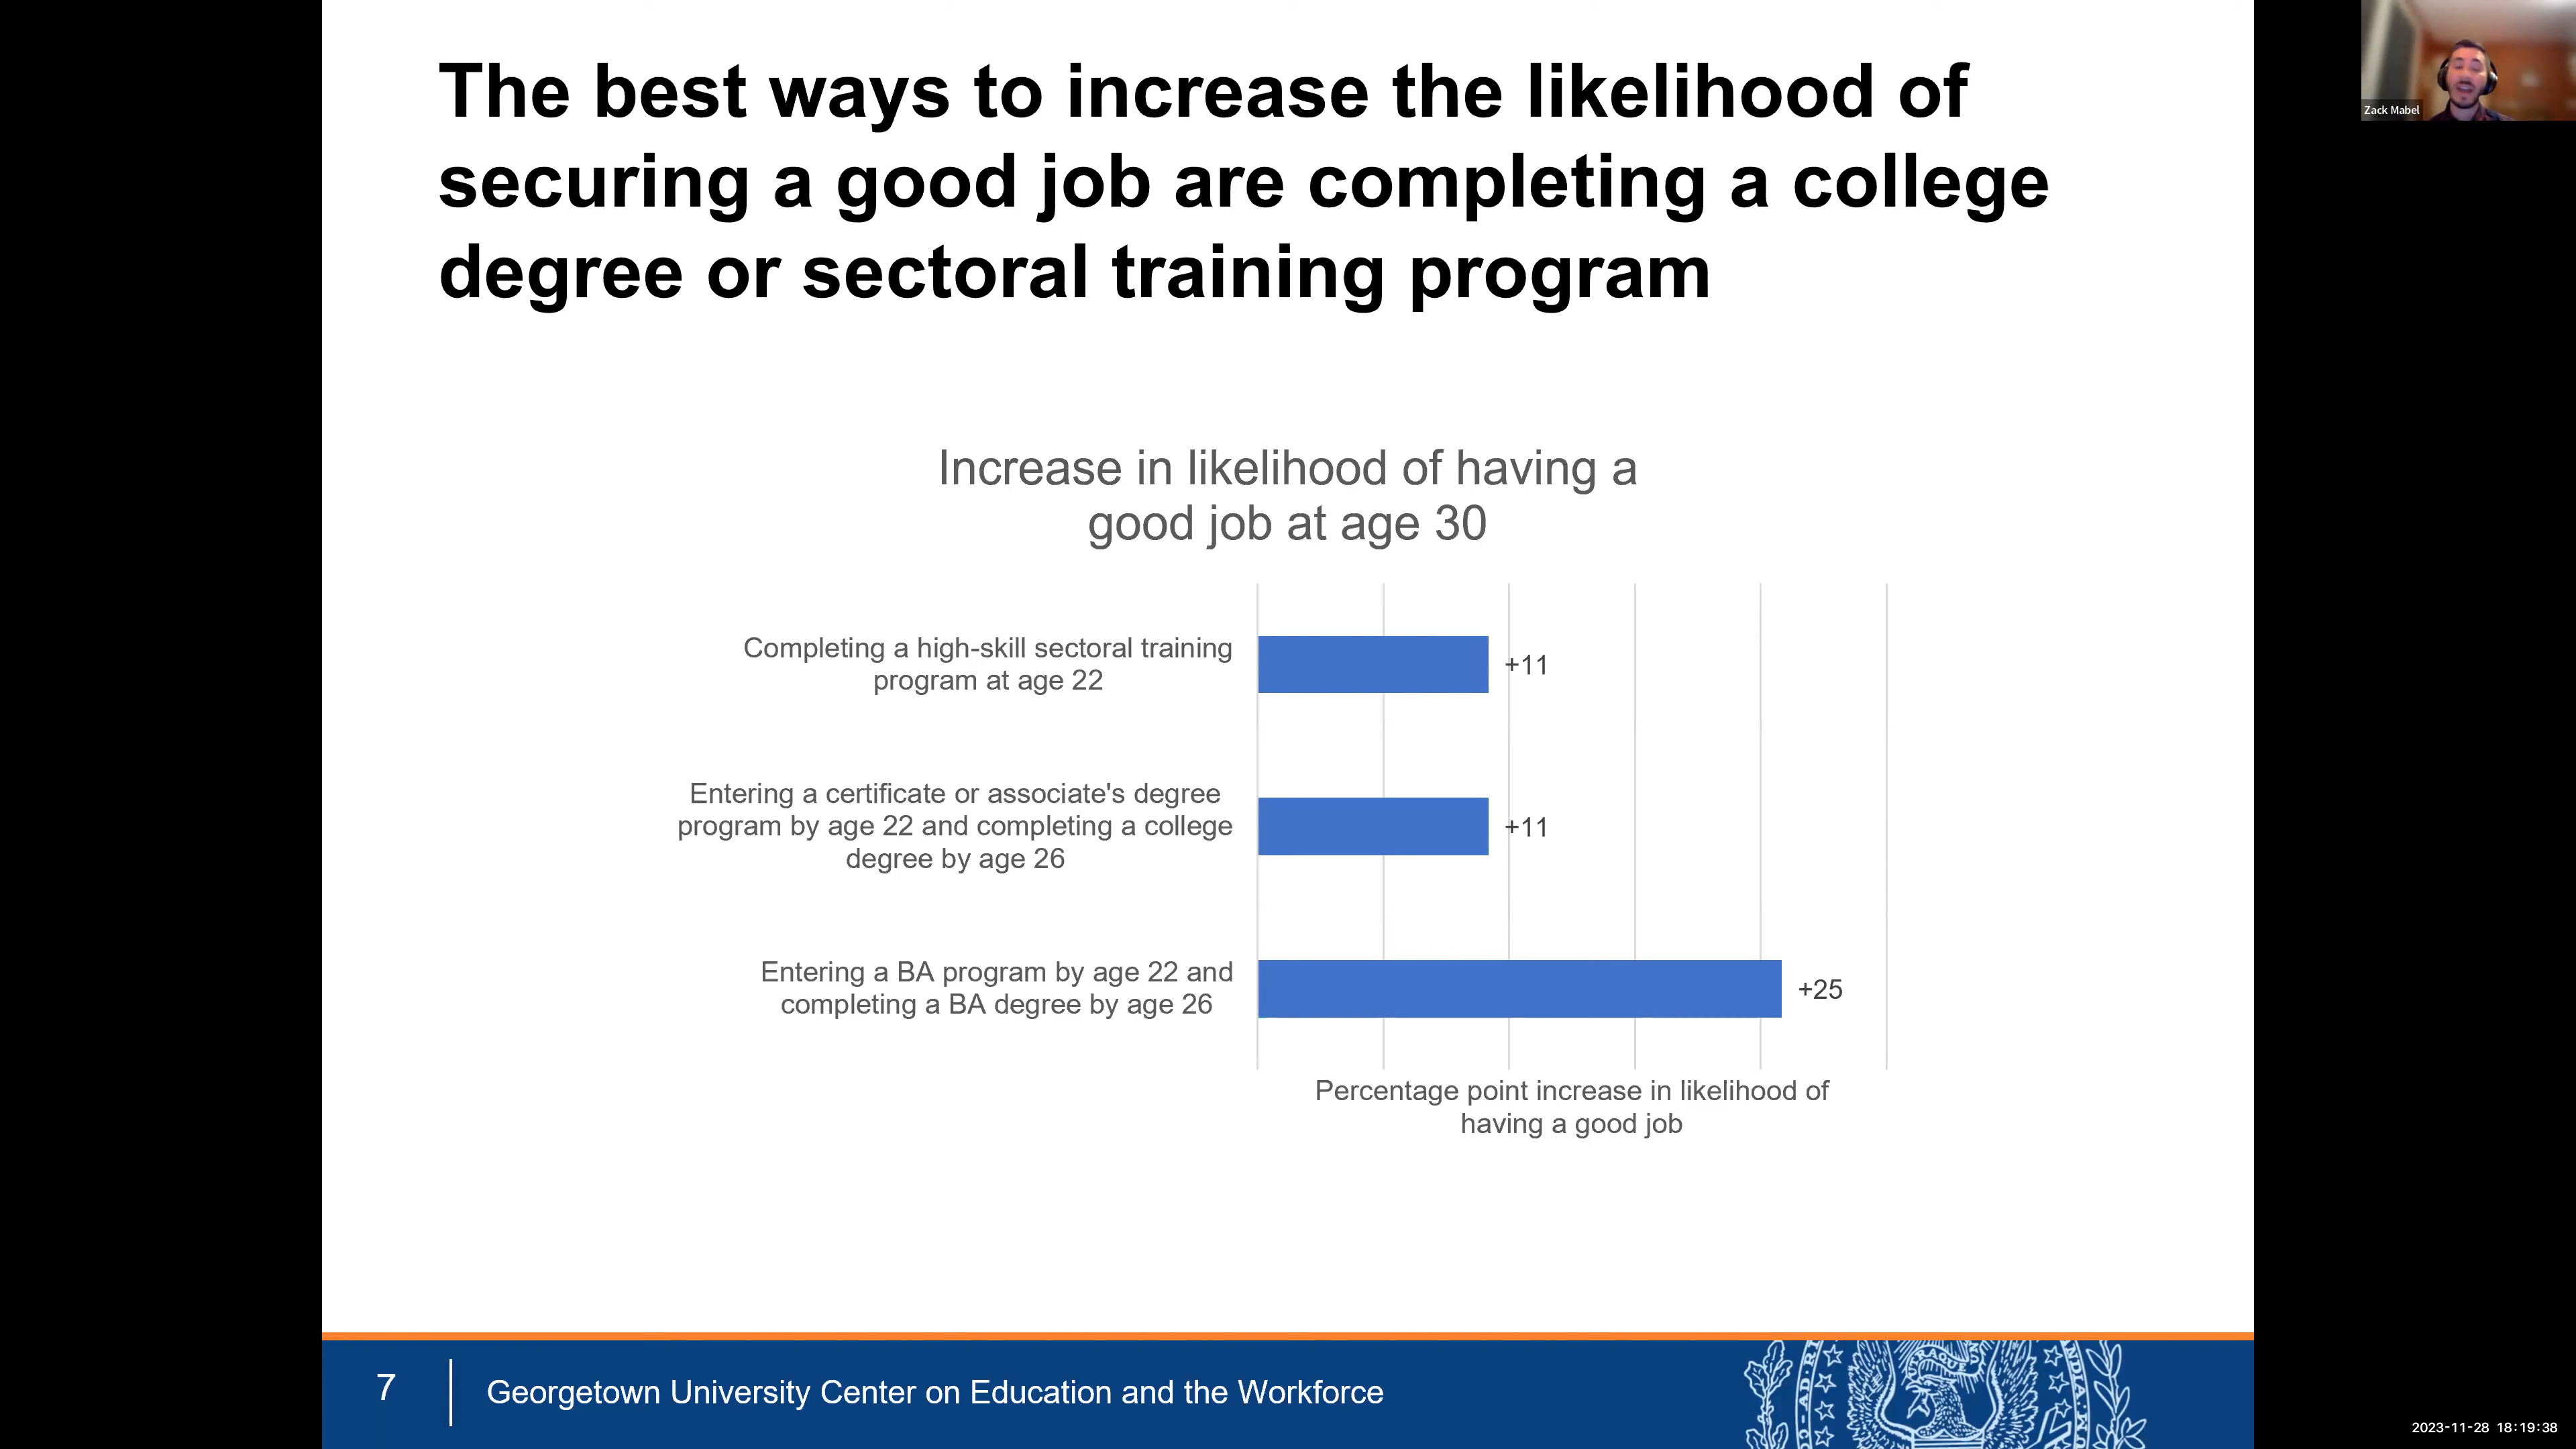 The best ways to increase the likelihood of
securing a good job are completing a college
degree or sectoral training program
Zack Mabel
Increase in likelihood of having a
good job at age 30
Completing a high-skill sectoral training
program at age 22
+11
Entering a certificate or associate's degree
program by age 22 and completing a college
degree by age 26
+11
Entering a BA program by age 22 and
completing a BA degree by age 26
+25
Percentage point increase in likelihood of
having a good job
7
Georgetown University Center on Education and the Workforce
2023-11-28 18:19:38